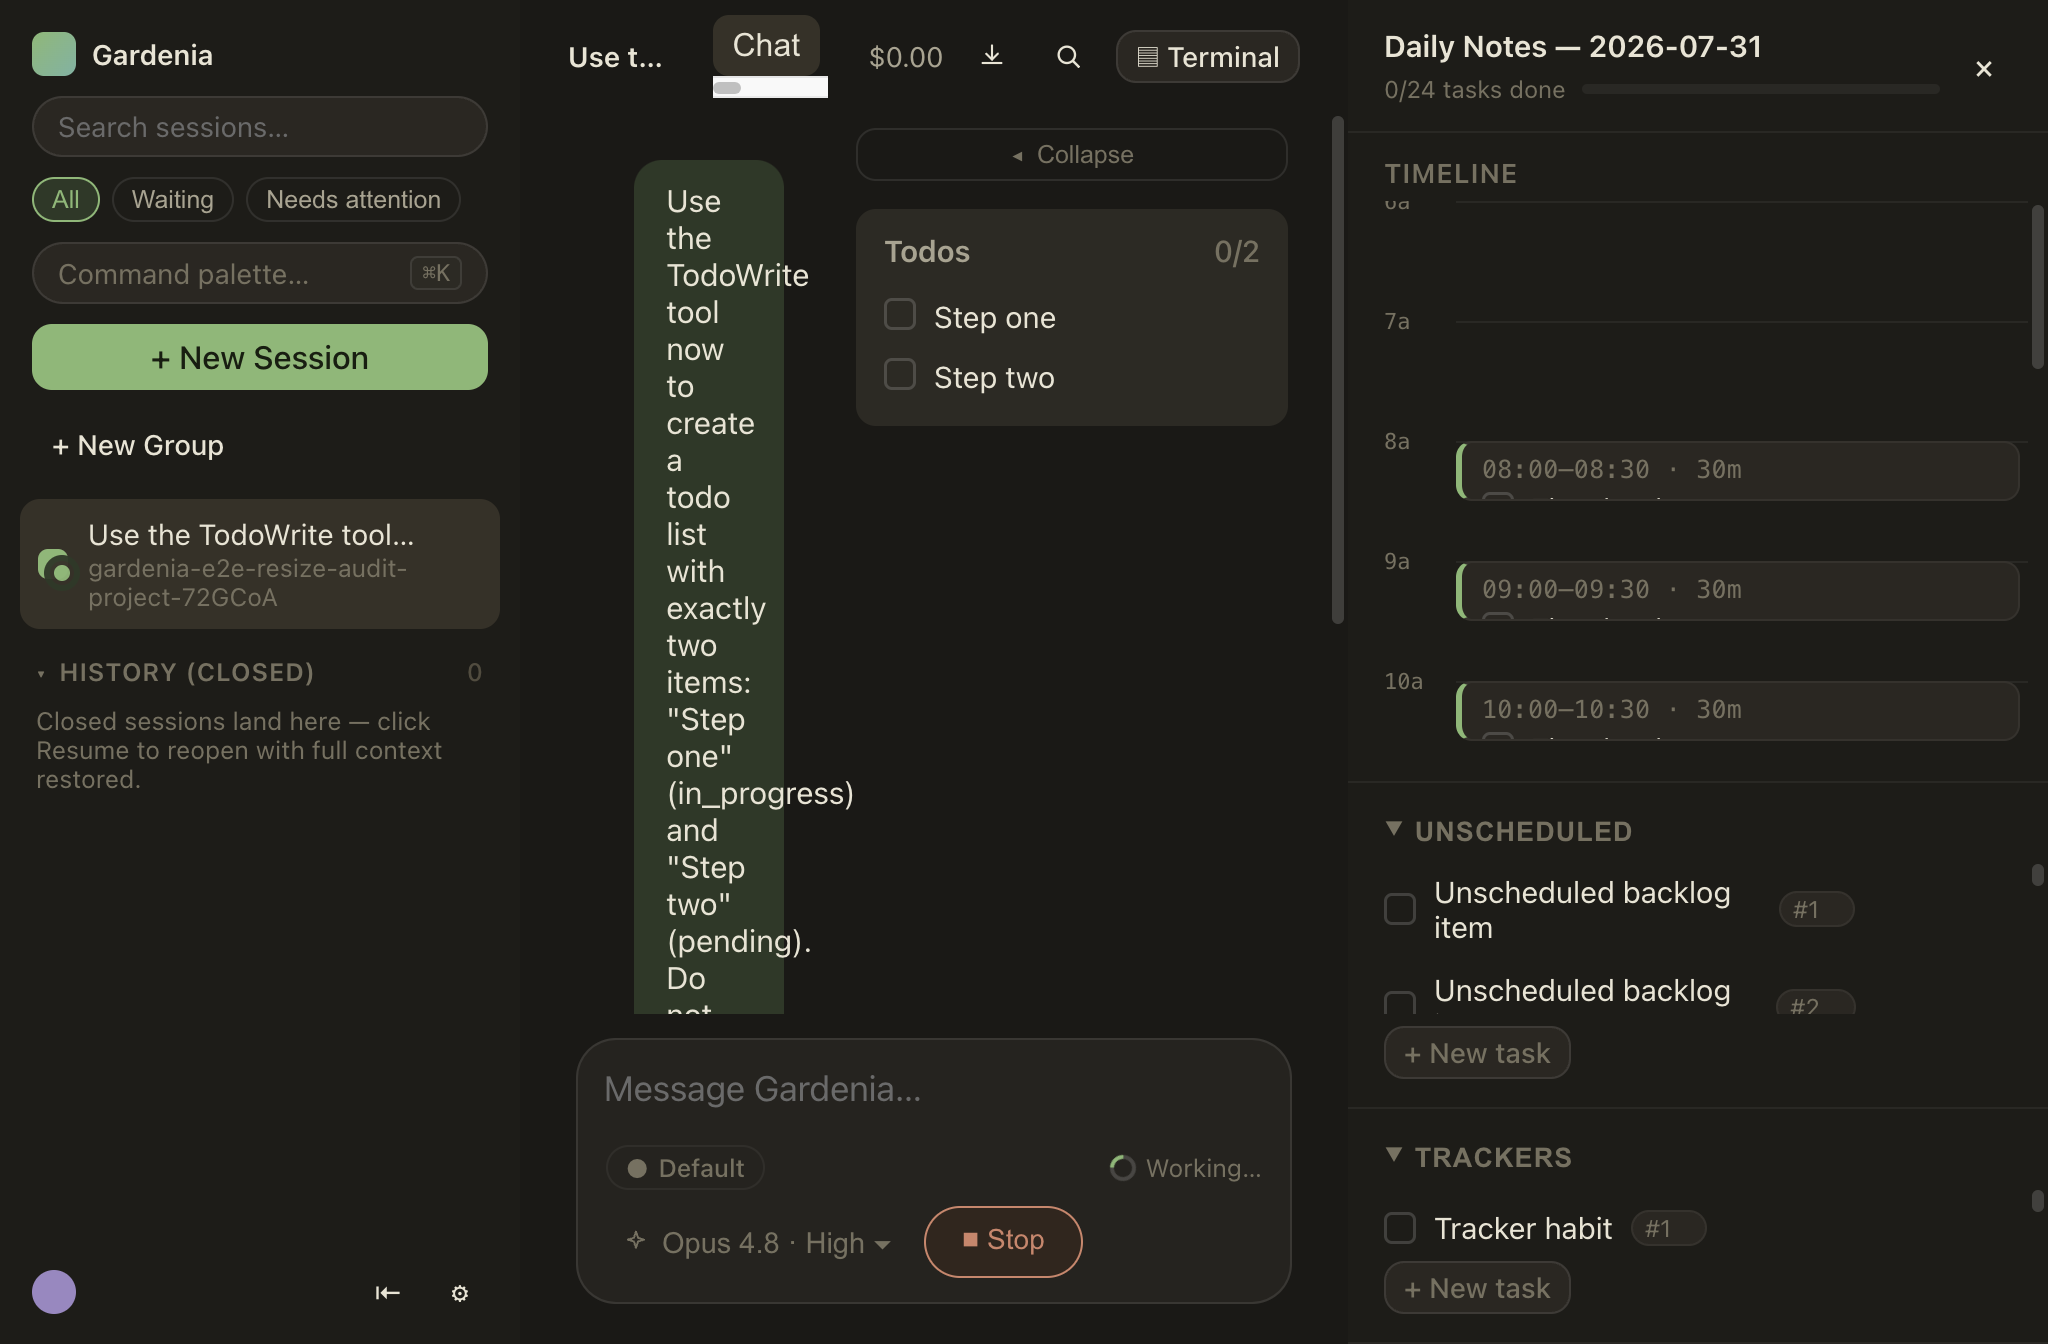 Gardenia
Search sessions...
All
Waiting
Needs attention
Command palette...
⌘K
+ New Session
+ New Group
Use the TodoWrite tool...
gardenia-e2e-resize-audit-
project-72GCoA
▾ HISTORY (CLOSED) 0
Closed sessions land here — click
Resume to reopen with full context
restored.
Use t...
Chat
$0.00
Terminal
Use
the
TodoWrite
tool
now
to
create
a
todo
list
with
exactly
two
items:
"Step
one"
(in_progress)
and
"Step
two"
(pending).
Do
not
◂ Collapse
Todos 0/2
Step one
Step two
Message Gardenia...
Default
Working...
Opus 4.8 · High
Stop
Daily Notes — 2026-07-31
×
0/24 tasks done
TIMELINE
6a
7a
8a
08:00–08:30 · 30m
9a
09:00–09:30 · 30m
10a
10:00–10:30 · 30m
▼ UNSCHEDULED
Unscheduled backlog
item
#1
Unscheduled backlog
#2
+ New task
▼ TRACKERS
Tracker habit
#1
+ New task